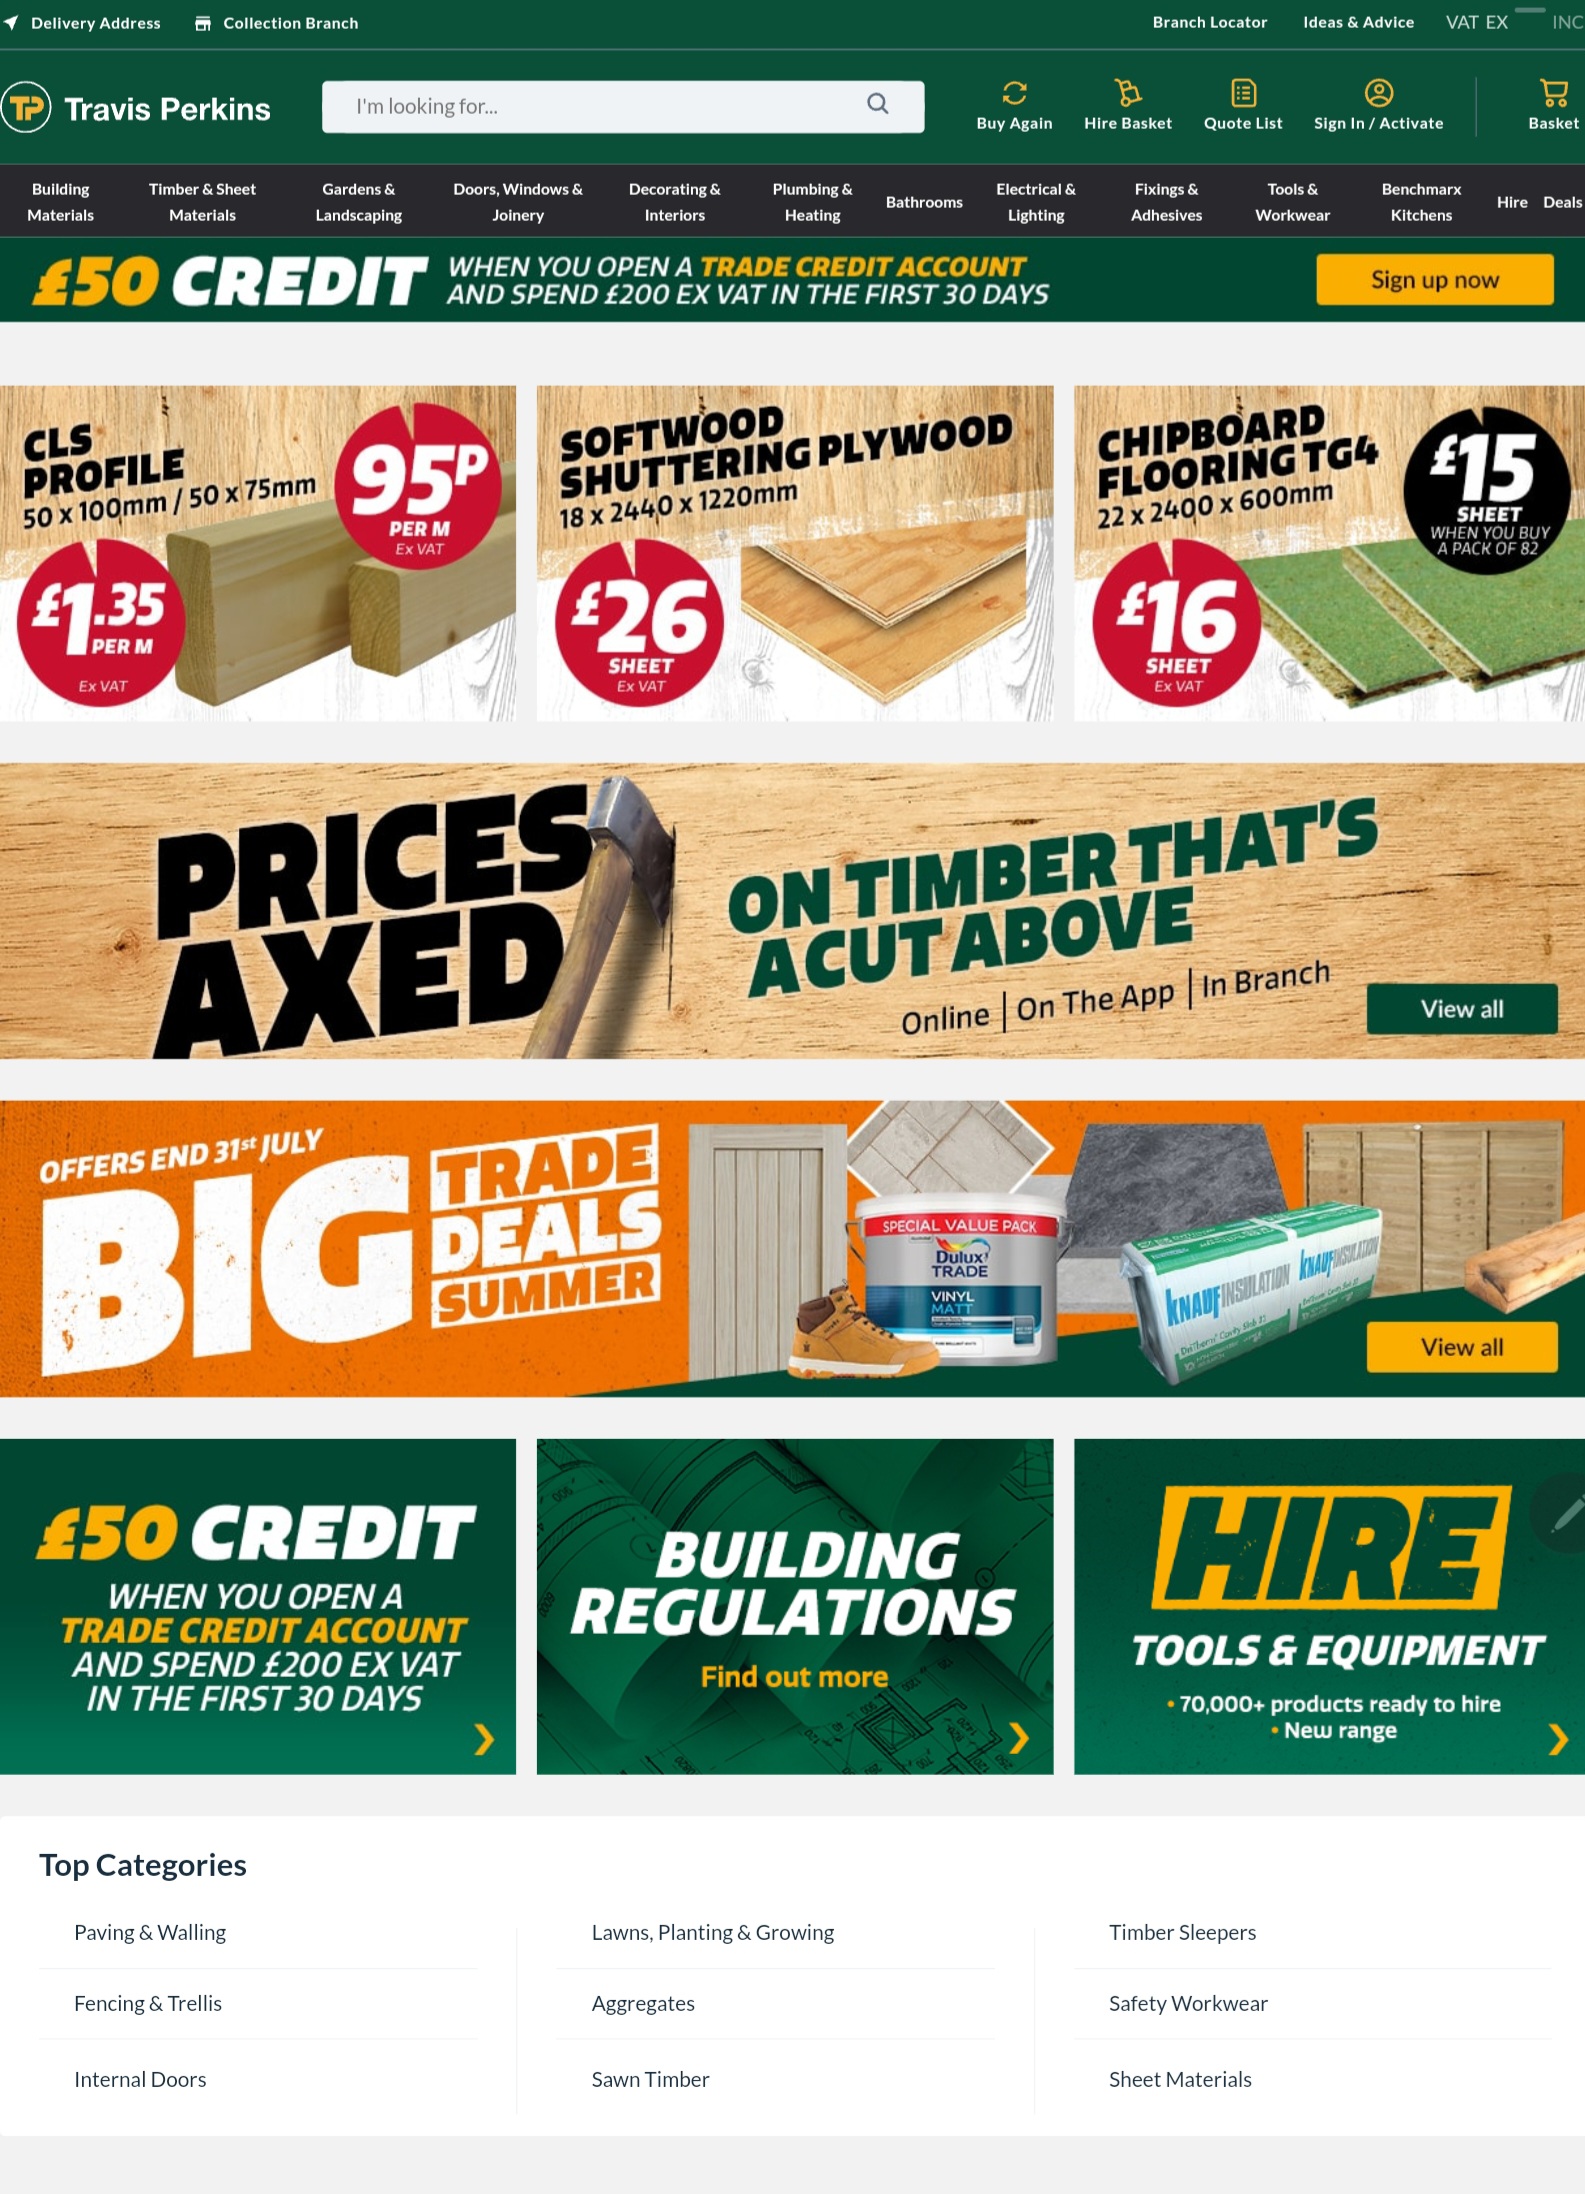 Delivery Address
Collection Branch
Branch Locator
Ideas & Advice
VAT EX
INC
TP Travis Perkins
I'm looking for...
Buy Again
Hire Basket
Quote List
Sign In / Activate
Basket
Building Materials
Timber & Sheet Materials
Gardens & Landscaping
Doors, Windows & Joinery
Decorating & Interiors
Plumbing & Heating
Bathrooms
Electrical & Lighting
Fixings & Adhesives
Tools & Workwear
Benchmarx Kitchens
Hire
Deals
£50 CREDIT
WHEN YOU OPEN A TRADE CREDIT ACCOUNT
AND SPEND £200 EX VAT IN THE FIRST 30 DAYS
Sign up now
CLS
PROFILE
50 x 100mm / 50 x 75mm
95P
PER M
Ex VAT
£1.35
PER M
Ex VAT
SOFTWOOD
SHUTTERING PLYWOOD
18 x 2440 x 1220mm
£26
SHEET
Ex VAT
CHIPBOARD
FLOORING TG4
22 x 2400 x 600mm
£15
SHEET
WHEN YOU BUY
A PACK OF 82
£16
SHEET
Ex VAT
PRICES
AXED
ON TIMBER THAT'S
A CUT ABOVE
Online | On The App | In Branch
View all
OFFERS END 31st JULY
BIG
TRADE
DEALS
SUMMER
SPECIAL VALUE PACK
Dulux
TRADE
VINYL
MATT
KNAUFINSULATION
KNAUFINSULATION
View all
£50 CREDIT
WHEN YOU OPEN A
TRADE CREDIT ACCOUNT
AND SPEND £200 EX VAT
IN THE FIRST 30 DAYS
BUILDING
REGULATIONS
Find out more
HIRE
TOOLS & EQUIPMENT
• 70,000+ products ready to hire
• New range
Top Categories
Paving & Walling
Lawns, Planting & Growing
Timber Sleepers
Fencing & Trellis
Aggregates
Safety Workwear
Internal Doors
Sawn Timber
Sheet Materials